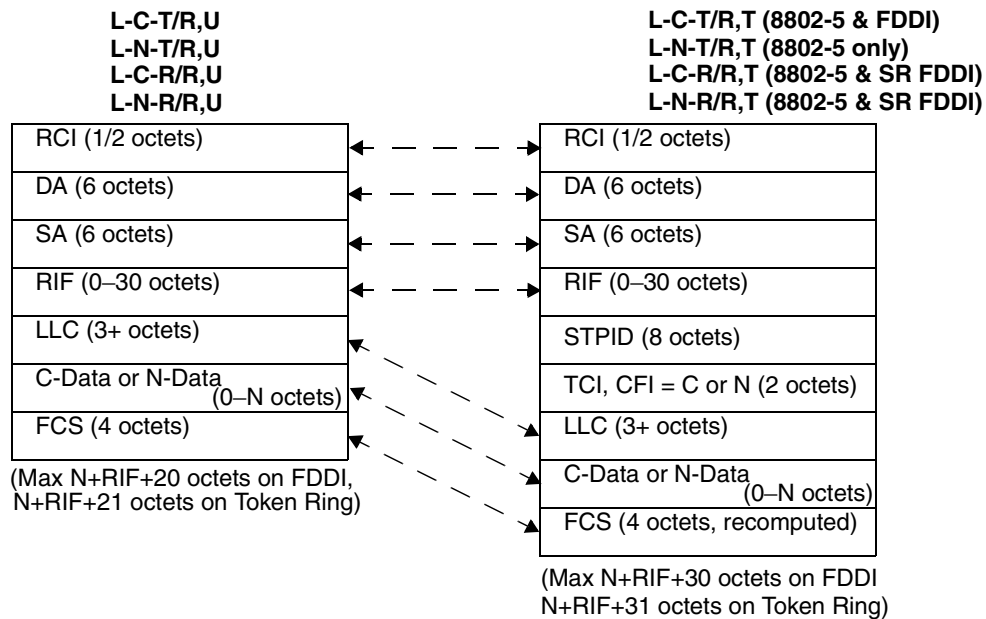 L-C-T/R,U
L-N-T/R,U
L-C-R/R,U
L-N-R/R,U
RCI (1/2 octets)
DA (6 octets)
SA (6 octets)
RIF (0–30 octets)
LLC (3+ octets)
C-Data or N-Data
(0–N octets)
FCS (4 octets)
(Max N+RIF+20 octets on FDDI,
N+RIF+21 octets on Token Ring)
L-C-T/R,T (8802-5 & FDDI)
L-N-T/R,T (8802-5 only)
L-C-R/R,T (8802-5 & SR FDDI)
L-N-R/R,T (8802-5 & SR FDDI)
RCI (1/2 octets)
DA (6 octets)
SA (6 octets)
RIF (0–30 octets)
STPID (8 octets)
TCI, CFI = C or N (2 octets)
LLC (3+ octets)
C-Data or N-Data
(0–N octets)
FCS (4 octets, recomputed)
(Max N+RIF+30 octets on FDDI
N+RIF+31 octets on Token Ring)